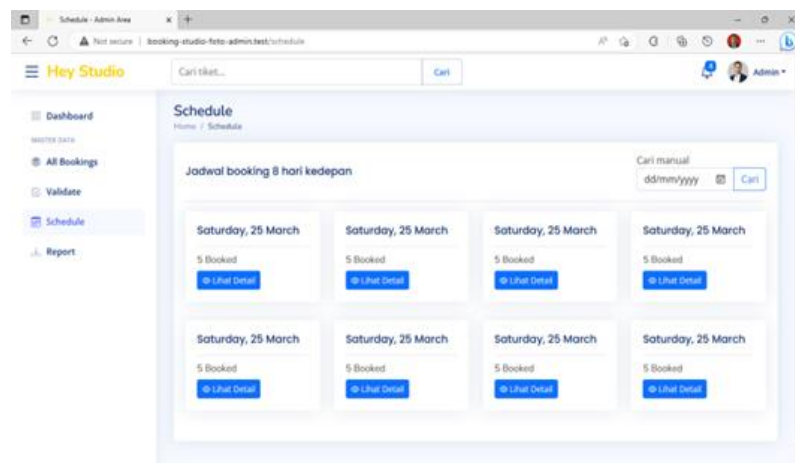 Schedule - Admin Area
Not secure | booking-studio-foto-admin.test/schedule
Hey Studio
Cari tiket...
Cari
4
Admin
Dashboard
MASTER DATA
All Bookings
Validate
Schedule
Report
Schedule
Home / Schedule
Jadwal booking 8 hari kedepan
Cari manual
dd/mm/yyyy
Cari
Saturday, 25 March
5 Booked
Lihat Detail
Saturday, 25 March
5 Booked
Lihat Detail
Saturday, 25 March
5 Booked
Lihat Detail
Saturday, 25 March
5 Booked
Lihat Detail
Saturday, 25 March
5 Booked
Lihat Detail
Saturday, 25 March
5 Booked
Lihat Detail
Saturday, 25 March
5 Booked
Lihat Detail
Saturday, 25 March
5 Booked
Lihat Detail